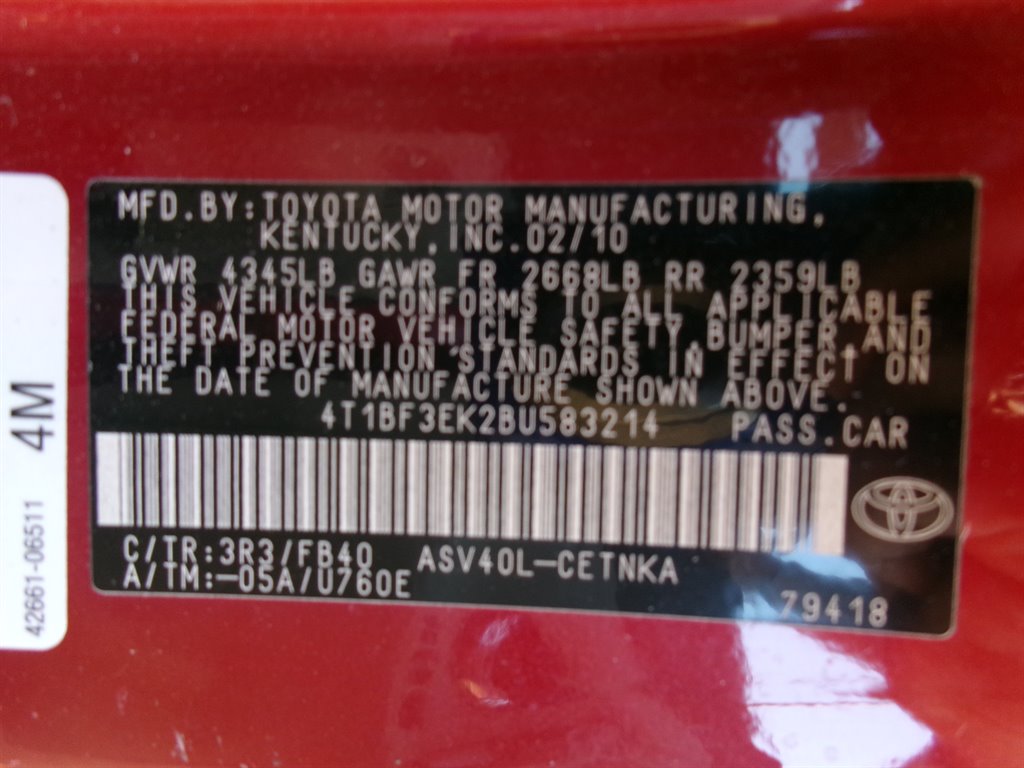 MFD.BY:TOYOTA MOTOR MANUFACTURING,
KENTUCKY,INC.02/10
GVWR 4345LB GAWR FR 2668LB RR 2359LB
THIS VEHICLE CONFORMS TO ALL APPLICABLE
FEDERAL MOTOR VEHICLE SAFETY,BUMPER,AND
THEFT PREVENTION STANDARDS IN EFFECT ON
THE DATE OF MANUFACTURE SHOWN ABOVE.
4T1BF3EK2BU583214 PASS.CAR
C/TR:3R3/FB40 ASV40L-CETNKA
A/TM:-05A/U760E
79418
42661-06511 4M